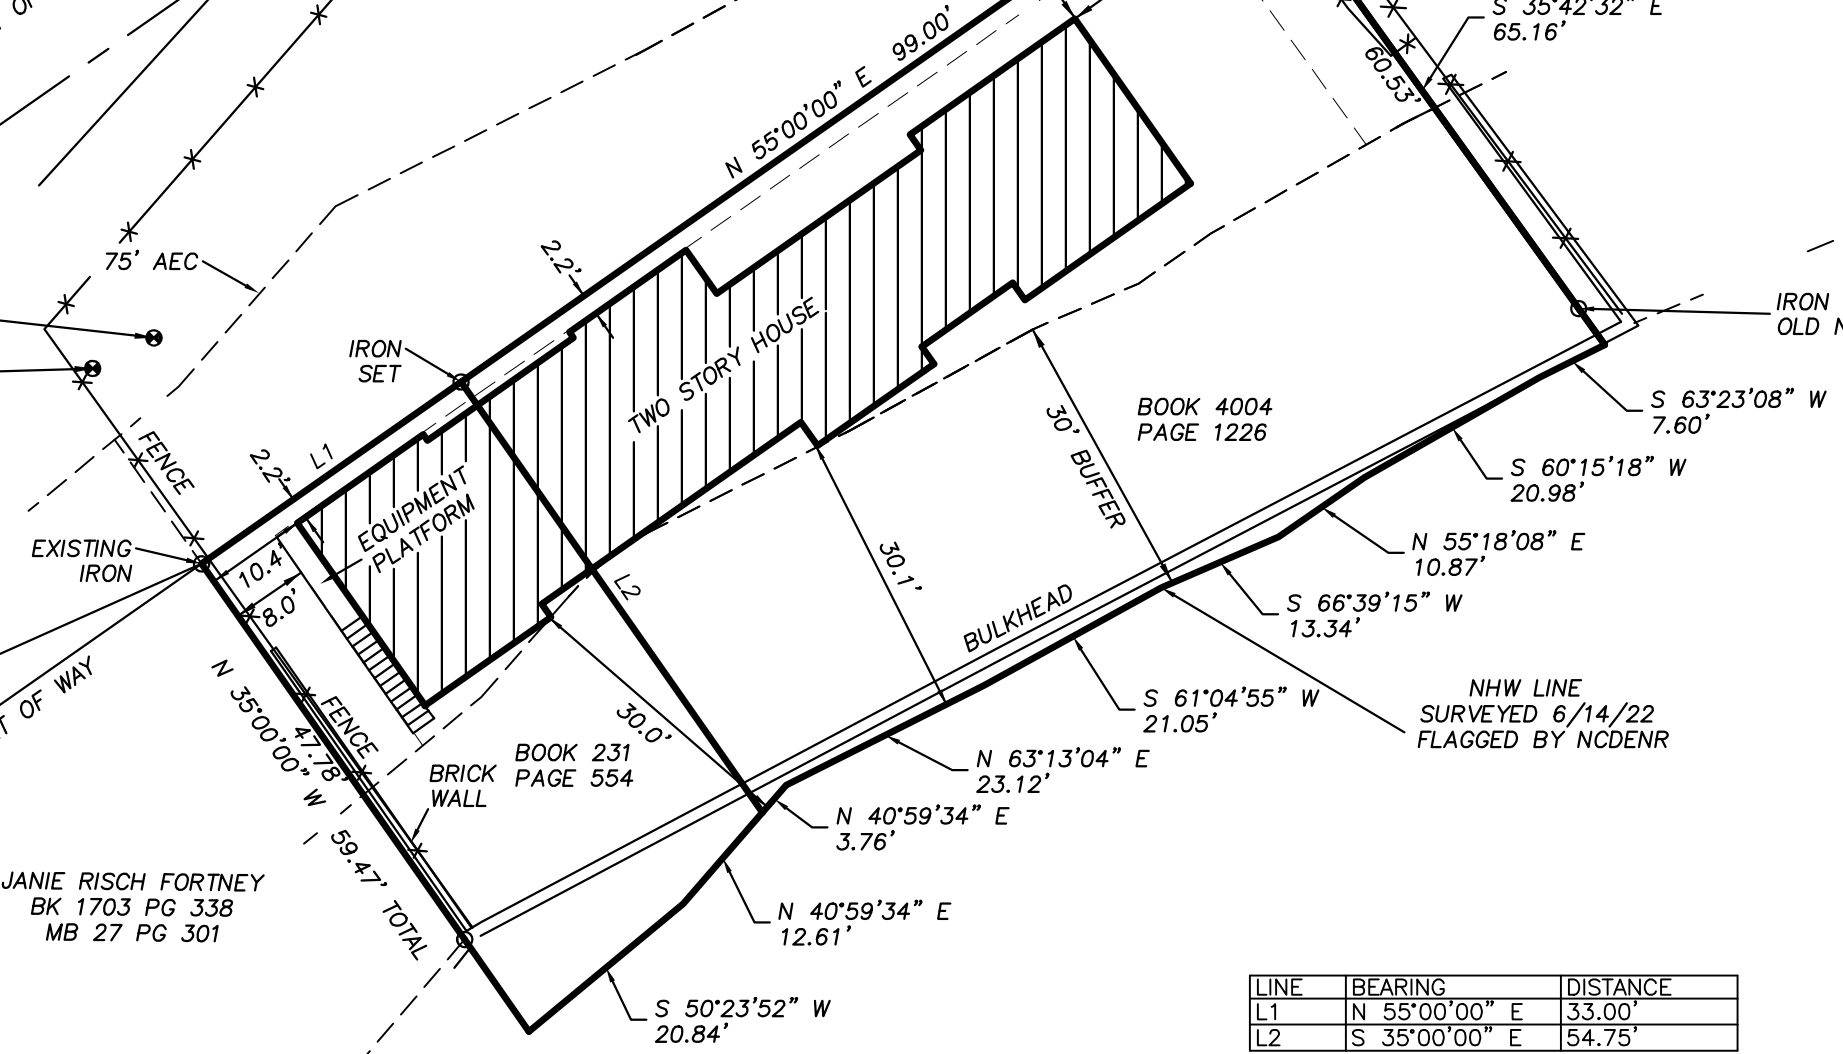 S 35°42'32" E
65.16'
60.53'
N 55°00'00" E 99.00'
75' AEC
2.2'
IRON
SET
TWO STORY HOUSE
IRON
OLD
BOOK 4004
PAGE 1226
30' BUFFER
S 63°23'08" W
7.60'
FENCE
2.2'
L1
EQUIPMENT
PLATFORM
S 60°15'18" W
20.98'
EXISTING
IRON
10.4'
8.0'
L2
30.1'
N 55°18'08" E
10.87'
BULKHEAD
S 66°39'15" W
13.34'
OF WAY
N 35°00'00" W 59.47' TOTAL
47.78'
FENCE
30.0'
S 61°04'55" W
21.05'
NHW LINE
SURVEYED 6/14/22
FLAGGED BY NCDENR
BOOK 231
PAGE 554
BRICK
WALL
N 63°13'04" E
23.12'
N 40°59'34" E
3.76'
JANIE RISCH FORTNEY
BK 1703 PG 338
MB 27 PG 301
N 40°59'34" E
12.61'
S 50°23'52" W
20.84'
LINE BEARING DISTANCE
L1 N 55°00'00" E 33.00'
L2 S 35°00'00" E 54.75'